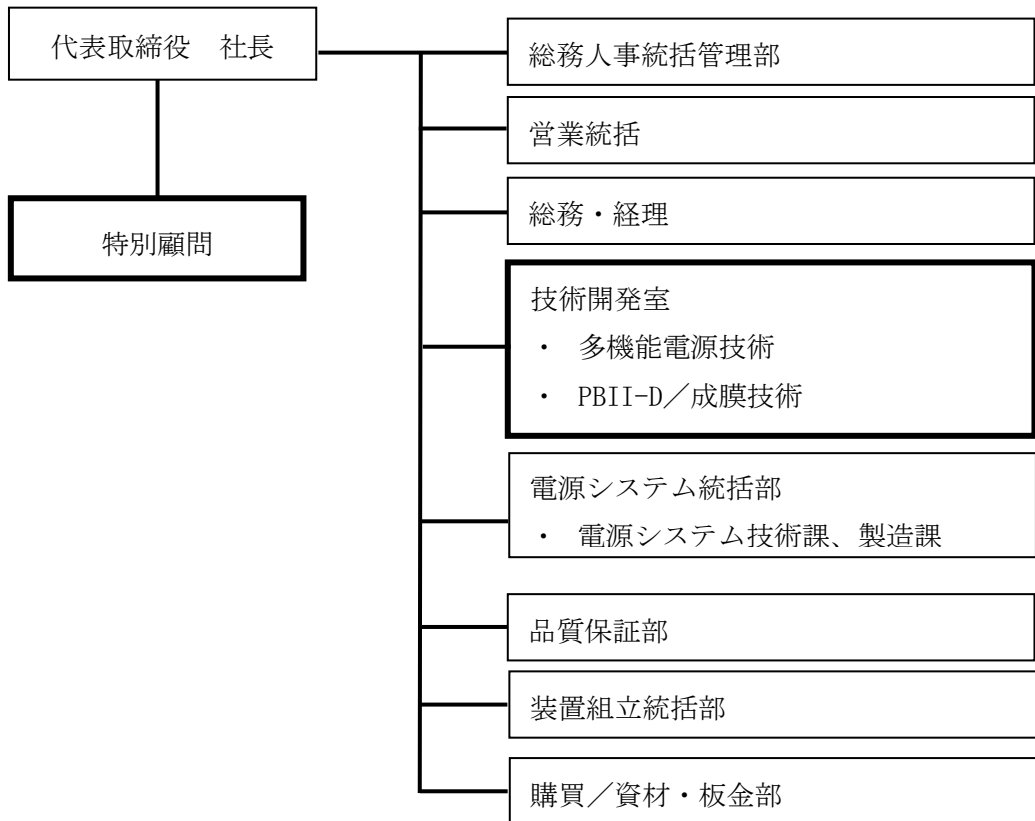 代表取締役　社長
特別顧問
総務人事統括管理部
営業統括
総務・経理
技術開発室
・ 多機能電源技術
・ PBII-D／成膜技術
電源システム統括部
・ 電源システム技術課、製造課
品質保証部
装置組立統括部
購買／資材・板金部